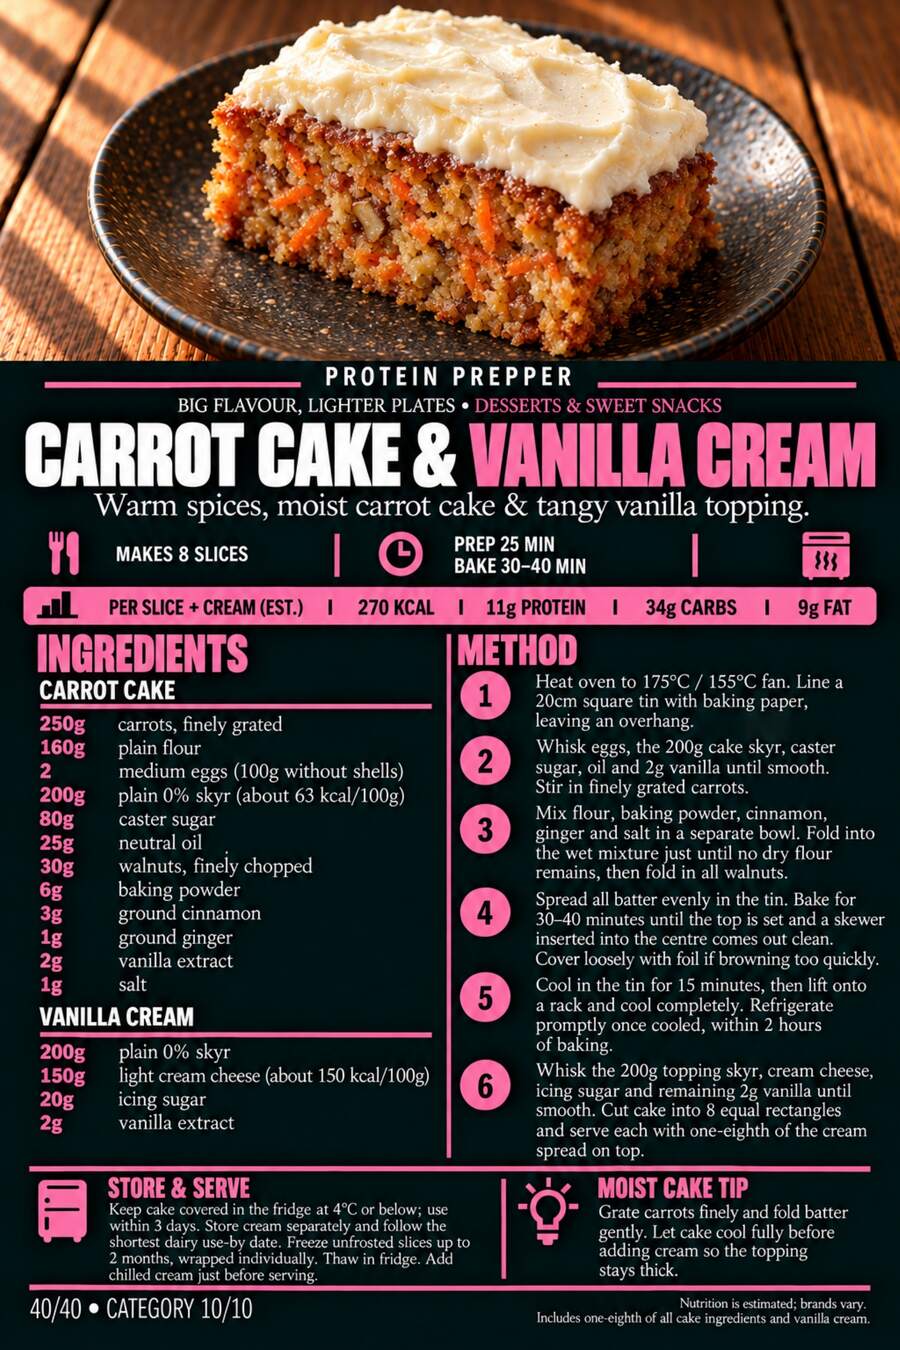 PROTEIN PREPPER
BIG FLAVOUR, LIGHTER PLATES • DESSERTS & SWEET SNACKS
CARROT CAKE & VANILLA CREAM
Warm spices, moist carrot cake & tangy vanilla topping.
MAKES 8 SLICES
PREP 25 MIN
BAKE 30–40 MIN
PER SLICE + CREAM (EST.) | 270 KCAL | 11g PROTEIN | 34g CARBS | 9g FAT
INGREDIENTS
CARROT CAKE
250g carrots, finely grated
160g plain flour
2 medium eggs (100g without shells)
200g plain 0% skyr (about 63 kcal/100g)
80g caster sugar
25g neutral oil
30g walnuts, finely chopped
6g baking powder
3g ground cinnamon
1g ground ginger
2g vanilla extract
1g salt
VANILLA CREAM
200g plain 0% skyr
150g light cream cheese (about 150 kcal/100g)
20g icing sugar
2g vanilla extract
METHOD
1 Heat oven to 175°C / 155°C fan. Line a
20cm square tin with baking paper,
leaving an overhang.
2 Whisk eggs, the 200g cake skyr, caster
sugar, oil and 2g vanilla until smooth.
Stir in finely grated carrots.
3 Mix flour, baking powder, cinnamon,
ginger and salt in a separate bowl. Fold into
the wet mixture just until no dry flour
remains, then fold in all walnuts.
4 Spread all batter evenly in the tin. Bake for
30–40 minutes until the top is set and a skewer
inserted into the centre comes out clean.
Cover loosely with foil if browning too quickly.
5 Cool in the tin for 15 minutes, then lift onto
a rack and cool completely. Refrigerate
promptly once cooled, within 2 hours
of baking.
6 Whisk the 200g topping skyr, cream cheese,
icing sugar and remaining 2g vanilla until
smooth. Cut cake into 8 equal rectangles
and serve each with one-eighth of the cream
spread on top.
STORE & SERVE
Keep cake covered in the fridge at 4°C or below; use
within 3 days. Store cream separately and follow the
shortest dairy use-by date. Freeze unfrosted slices up to
2 months, wrapped individually. Thaw in fridge. Add
chilled cream just before serving.
MOIST CAKE TIP
Grate carrots finely and fold batter
gently. Let cake cool fully before
adding cream so the topping
stays thick.
40/40 • CATEGORY 10/10
Nutrition is estimated; brands vary.
Includes one-eighth of all cake ingredients and vanilla cream.